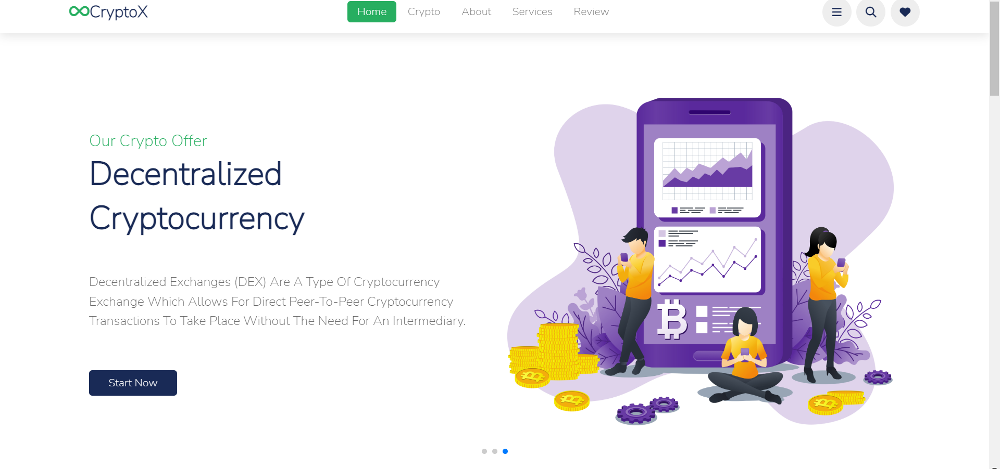 CryptoX
Home Crypto About Services Review
Our Crypto Offer
Decentralized
Cryptocurrency
Decentralized Exchanges (DEX) Are A Type Of Cryptocurrency
Exchange Which Allows For Direct Peer-To-Peer Cryptocurrency
Transactions To Take Place Without The Need For An Intermediary.
Start Now